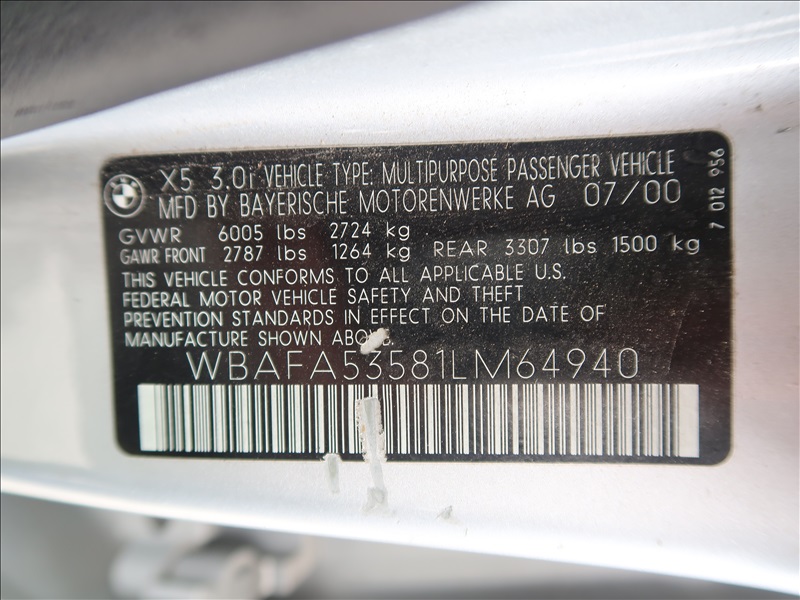 BMW
X5 3.0i VEHICLE TYPE: MULTIPURPOSE PASSENGER VEHICLE
MFD BY BAYERISCHE MOTORENWERKE AG 07/00
GVWR 6005 lbs 2724 kg
GAWR FRONT 2787 lbs 1264 kg REAR 3307 lbs 1500 kg
THIS VEHICLE CONFORMS TO ALL APPLICABLE U.S.
FEDERAL MOTOR VEHICLE SAFETY AND THEFT
PREVENTION STANDARDS IN EFFECT ON THE DATE OF
MANUFACTURE SHOWN ABOVE.
WBAFA53581LM64940
7 012 956